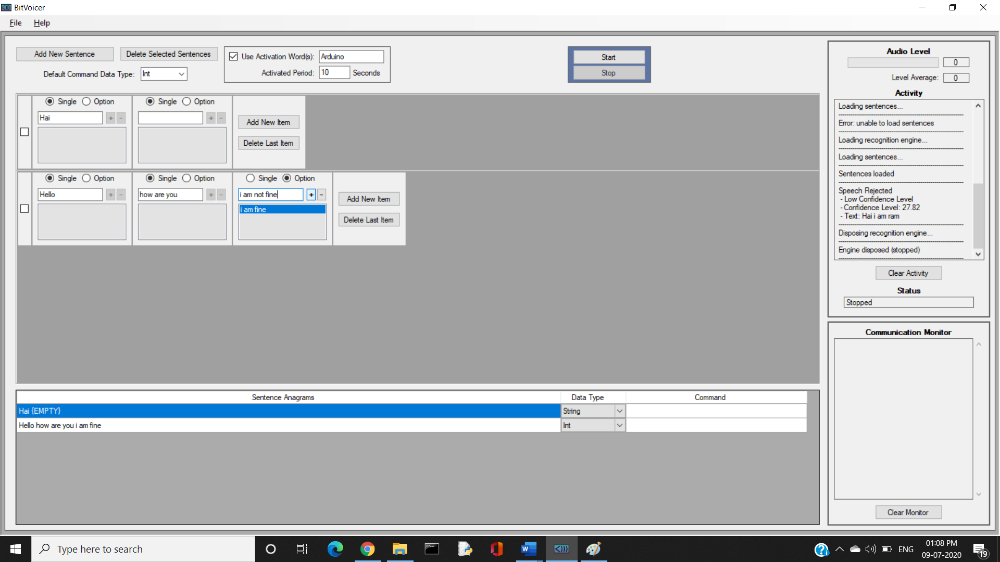 BitVoicer
File Help
Add New Sentence Delete Selected Sentences
Default Command Data Type: Int
Use Activation Word(s): Arduino
Activated Period: 10 Seconds
Start
Stop
Single Option Single Option
Hai + - + -
Add New Item
Delete Last Item
Single Option Single Option Single Option
Hello + - how are you + - i am not fine + -
i am fine
Add New Item
Delete Last Item
Sentence Anagrams Data Type Command
Hai {EMPTY} String
Hello how are you i am fine Int
Audio Level
0
Level Average: 0
Activity
Loading sentences...
Error: unable to load sentences
Loading recognition engine...
Loading sentences...
Sentences loaded
Speech Rejected
- Low Confidence Level
- Confidence Level: 27.82
- Text: Hai i am ram
Disposing recognition engine...
Engine disposed (stopped)
Clear Activity
Status
Stopped
Communication Monitor
Clear Monitor
Type here to search
ENG
01:08 PM
09-07-2020
19